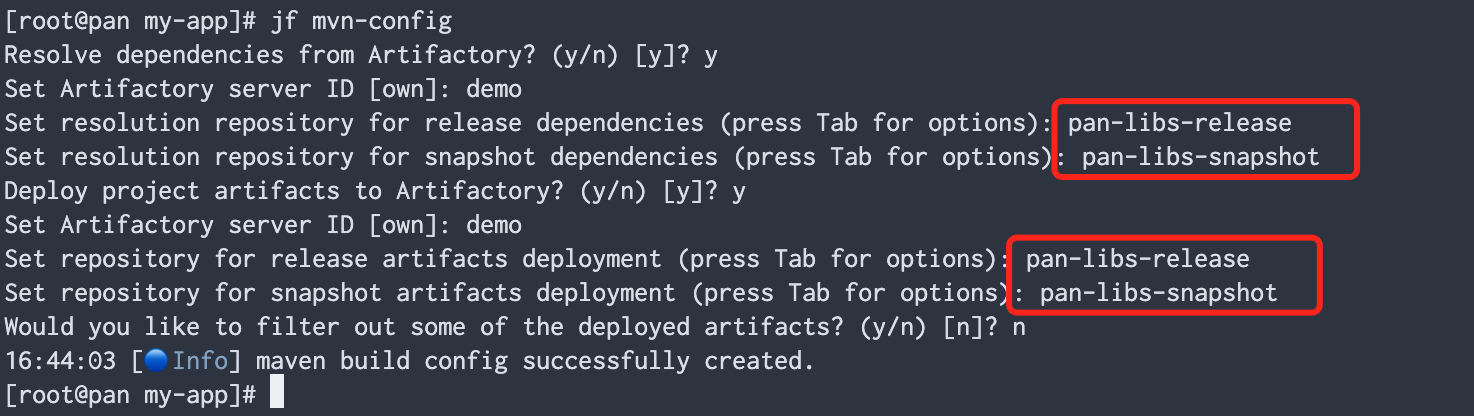 [root@pan my-app]# jf mvn-config
Resolve dependencies from Artifactory? (y/n) [y]? y
Set Artifactory server ID [own]: demo
Set resolution repository for release dependencies (press Tab for options): pan-libs-release
Set resolution repository for snapshot dependencies (press Tab for options): pan-libs-snapshot
Deploy project artifacts to Artifactory? (y/n) [y]? y
Set Artifactory server ID [own]: demo
Set repository for release artifacts deployment (press Tab for options): pan-libs-release
Set repository for snapshot artifacts deployment (press Tab for options): pan-libs-snapshot
Would you like to filter out some of the deployed artifacts? (y/n) [n]? n
16:44:03 [🔵Info] maven build config successfully created.
[root@pan my-app]#